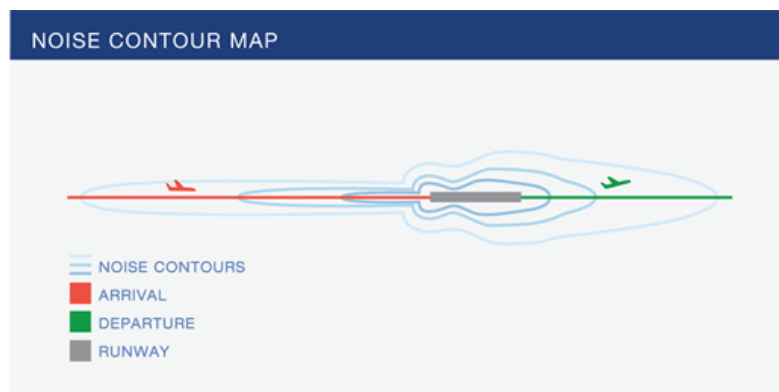 NOISE CONTOUR MAP
NOISE CONTOURS
ARRIVAL
DEPARTURE
RUNWAY